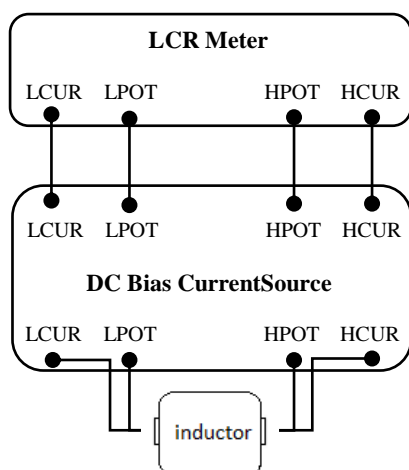 LCR Meter
LCUR LPOT HPOT HCUR
LCUR LPOT HPOT HCUR
DC Bias CurrentSource
LCUR LPOT HPOT HCUR
inductor